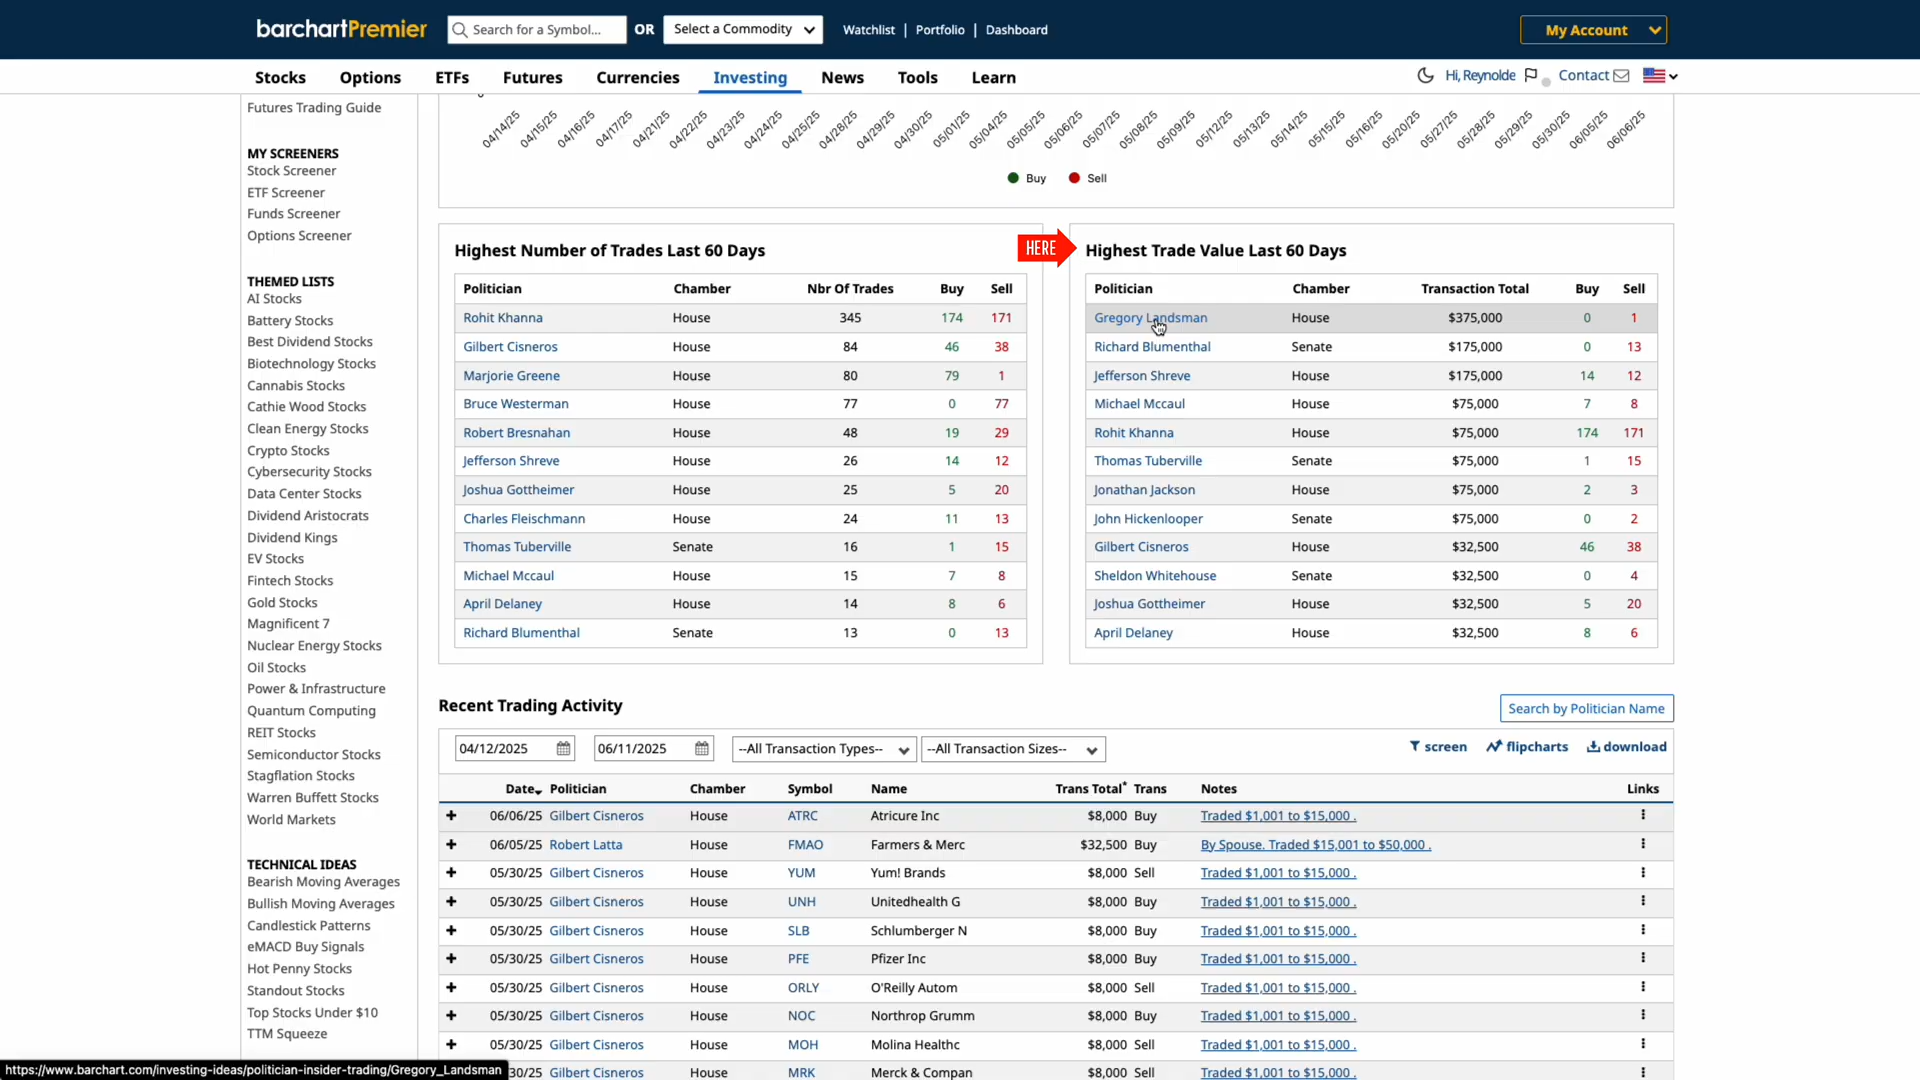 barchartPremier Search for a Symbol... OR Select a Commodity Watchlist | Portfolio | Dashboard My Account
Stocks Options ETFs Futures Currencies Investing News Tools Learn Hi, Reynolde Contact
Futures Trading Guide
MY SCREENERS
Stock Screener
ETF Screener
Funds Screener
Options Screener
THEMED LISTS
AI Stocks
Battery Stocks
Best Dividend Stocks
Biotechnology Stocks
Cannabis Stocks
Cathie Wood Stocks
Clean Energy Stocks
Crypto Stocks
Cybersecurity Stocks
Data Center Stocks
Dividend Aristocrats
Dividend Kings
EV Stocks
Fintech Stocks
Gold Stocks
Magnificent 7
Nuclear Energy Stocks
Oil Stocks
Power & Infrastructure
Quantum Computing
REIT Stocks
Semiconductor Stocks
Stagflation Stocks
Warren Buffett Stocks
World Markets
TECHNICAL IDEAS
Bearish Moving Averages
Bullish Moving Averages
Candlestick Patterns
eMACD Buy Signals
Hot Penny Stocks
Standout Stocks
Top Stocks Under $10
TTM Squeeze
04/14/25 04/15/25 04/16/25 04/17/25 04/21/25 04/22/25 04/23/25 04/24/25 04/25/25 04/28/25 04/29/25 04/30/25 05/01/25 05/04/25 05/05/25 05/06/25 05/07/25 05/08/25 05/09/25 05/12/25 05/13/25 05/14/25 05/15/25 05/16/25 05/20/25 05/27/25 05/28/25 05/29/25 05/30/25 06/05/25 06/06/25
Buy Sell
Highest Number of Trades Last 60 Days
Politician Chamber Nbr Of Trades Buy Sell
Rohit Khanna House 345 174 171
Gilbert Cisneros House 84 46 38
Marjorie Greene House 80 79 1
Bruce Westerman House 77 0 77
Robert Bresnahan House 48 19 29
Jefferson Shreve House 26 14 12
Joshua Gottheimer House 25 5 20
Charles Fleischmann House 24 11 13
Thomas Tuberville Senate 16 1 15
Michael Mccaul House 15 7 8
April Delaney House 14 8 6
Richard Blumenthal Senate 13 0 13
HERE
Highest Trade Value Last 60 Days
Politician Chamber Transaction Total Buy Sell
Gregory Landsman House $375,000 0 1
Richard Blumenthal Senate $175,000 0 13
Jefferson Shreve House $175,000 14 12
Michael Mccaul House $75,000 7 8
Rohit Khanna House $75,000 174 171
Thomas Tuberville Senate $75,000 1 15
Jonathan Jackson House $75,000 2 3
John Hickenlooper Senate $75,000 0 2
Gilbert Cisneros House $32,500 46 38
Sheldon Whitehouse Senate $32,500 0 4
Joshua Gottheimer House $32,500 5 20
April Delaney House $32,500 8 6
Recent Trading Activity Search by Politician Name
04/12/2025 06/11/2025 --All Transaction Types-- --All Transaction Sizes-- screen flipcharts download
Date Politician Chamber Symbol Name Trans Total* Trans Notes Links
06/06/25 Gilbert Cisneros House ATRC Atricure Inc $8,000 Buy Traded $1,001 to $15,000 .
06/05/25 Robert Latta House FMAO Farmers & Merc $32,500 Buy By Spouse. Traded $15,001 to $50,000 .
05/30/25 Gilbert Cisneros House YUM Yum! Brands $8,000 Sell Traded $1,001 to $15,000 .
05/30/25 Gilbert Cisneros House UNH Unitedhealth G $8,000 Buy Traded $1,001 to $15,000 .
05/30/25 Gilbert Cisneros House SLB Schlumberger N $8,000 Buy Traded $1,001 to $15,000 .
05/30/25 Gilbert Cisneros House PFE Pfizer Inc $8,000 Buy Traded $1,001 to $15,000 .
05/30/25 Gilbert Cisneros House ORLY O'Reilly Autom $8,000 Sell Traded $1,001 to $15,000 .
05/30/25 Gilbert Cisneros House NOC Northrop Grumm $8,000 Buy Traded $1,001 to $15,000 .
05/30/25 Gilbert Cisneros House MOH Molina Healthc $8,000 Sell Traded $1,001 to $15,000 .
30/25 Gilbert Cisneros House MRK Merck & Compan $8,000 Sell Traded $1,001 to $15,000 .
https://www.barchart.com/investing-ideas/politician-insider-trading/Gregory_Landsman